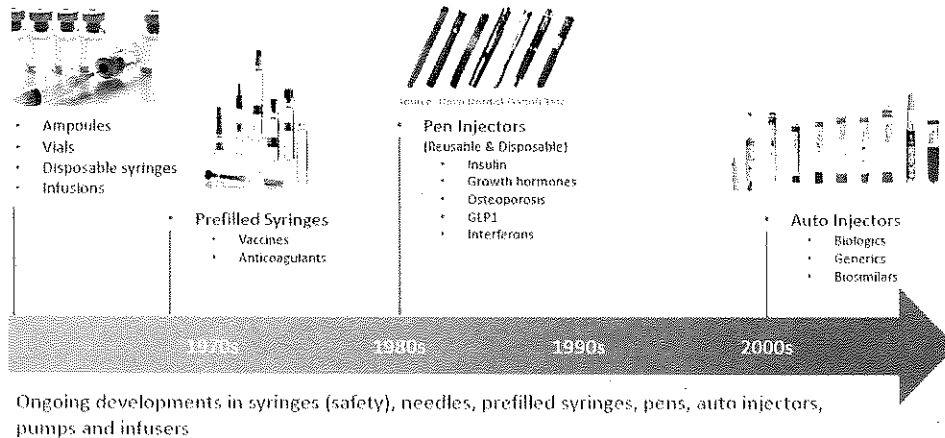 Ampoules
Vials
Disposable syringes
Infusions
Prefilled Syringes
Vaccines
Anticoagulants
Pen Injectors
(Reusable & Disposable)
Insulin
Growth hormones
Osteoporosis
GLP1
Interferons
Auto Injectors
Biologics
Generics
Biosimilars
1970s 1980s 1990s 2000s
Ongoing developments in syringes (safety), needles, prefilled syringes, pens, auto injectors,
pumps and infusers